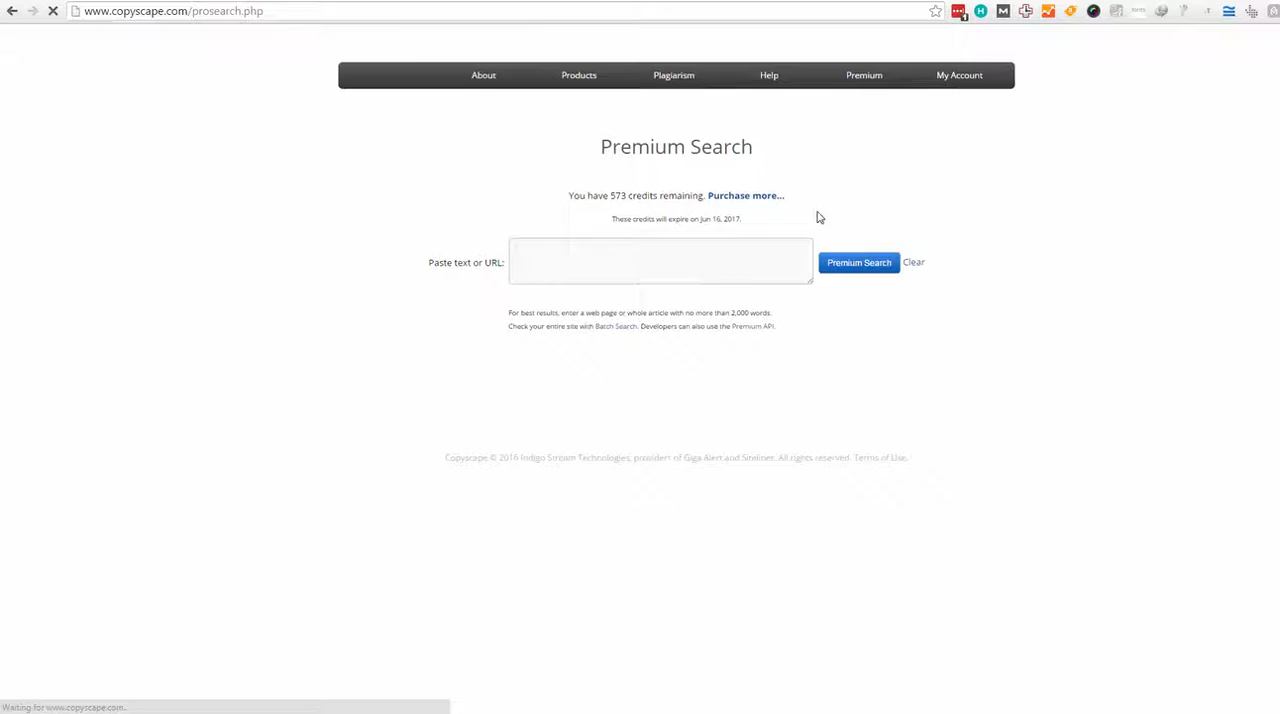 www.copyscape.com/prosearch.php
About Products Plagiarism Help Premium My Account
Premium Search
You have 573 credits remaining. Purchase more...
These credits will expire on Jun 16, 2017.
Paste text or URL:
Premium Search Clear
For best results, enter a web page or whole article with no more than 2,000 words.
Check your entire site with Batch Search. Developers can also use the Premium API.
Copyscape © 2016 Indigo Stream Technologies, providers of Giga Alert and Siteliner. All rights reserved. Terms of Use.
Waiting for www.copyscape.com...